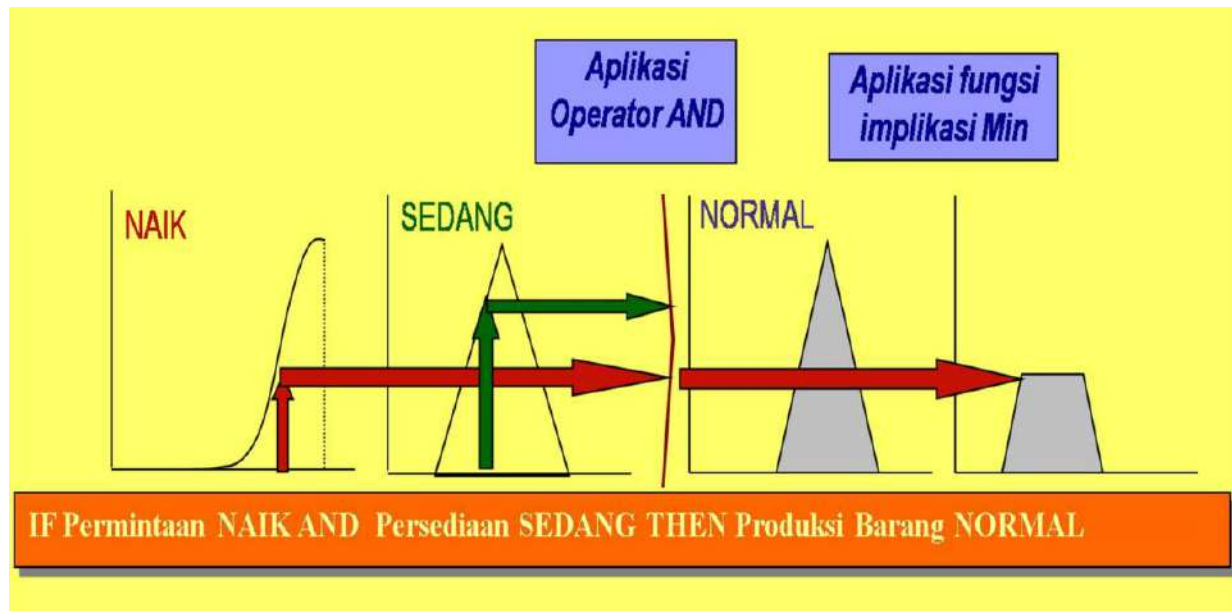 Aplikasi
Operator AND
Aplikasi fungsi
implikasi Min
NAIK
SEDANG
NORMAL
IF Permintaan NAIK AND Persediaan SEDANG THEN Produksi Barang NORMAL